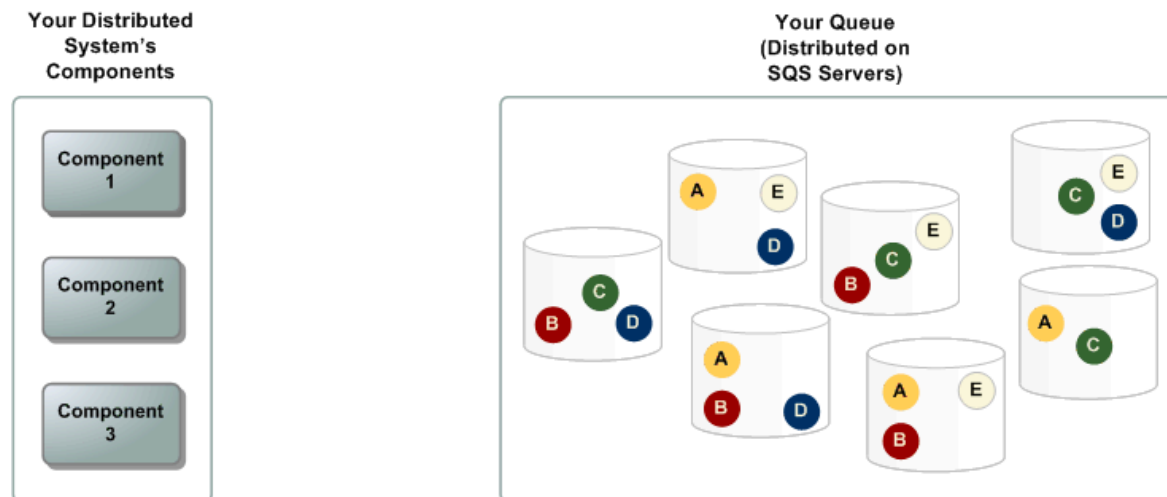 Your Distributed
System's
Components
Component
1
Component
2
Component
3
Your Queue
(Distributed on
SQS Servers)
B
C
D
A
E
D
A
B
D
B
C
E
A
E
B
C
E
D
A
C